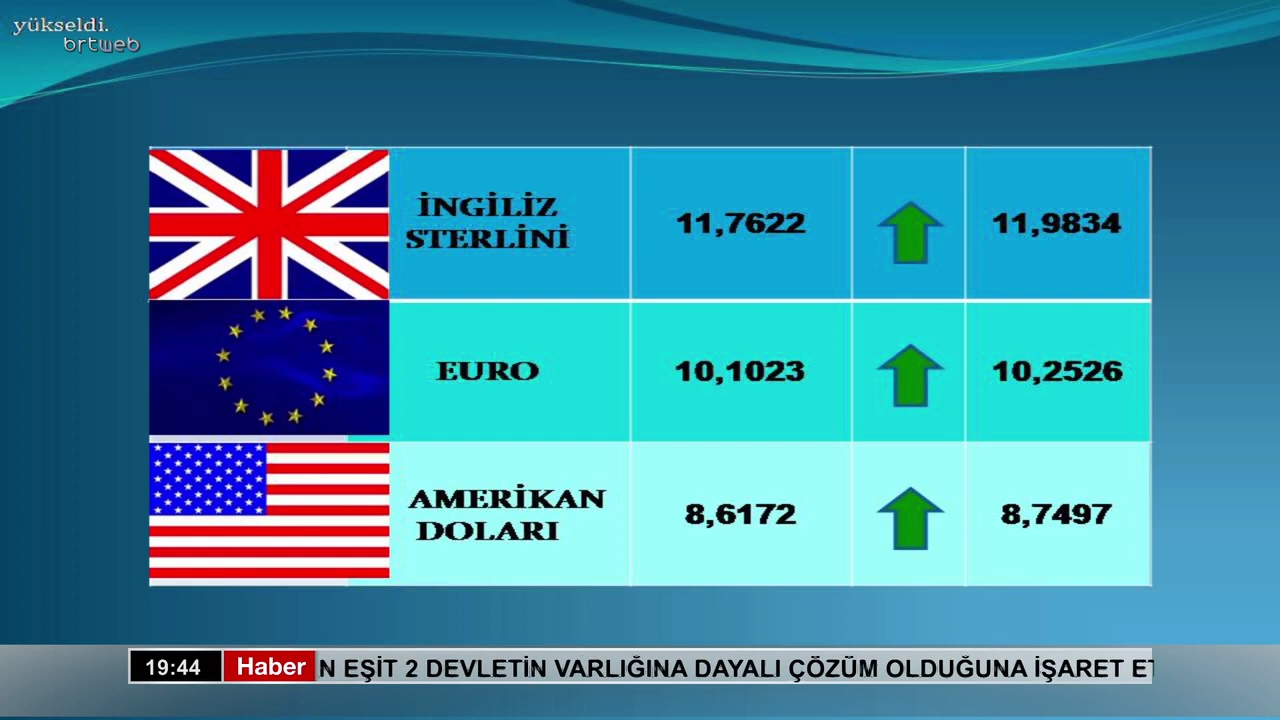 yükseldi.
brtweb
İNGİLİZ
STERLİNİ
11,7622
11,9834
EURO
10,1023
10,2526
AMERİKAN
DOLARI
8,6172
8,7497
19:44 Haber N EŞİT 2 DEVLETİN VARLIĞINA DAYALI ÇÖZÜM OLDUĞUNA İŞARET ET